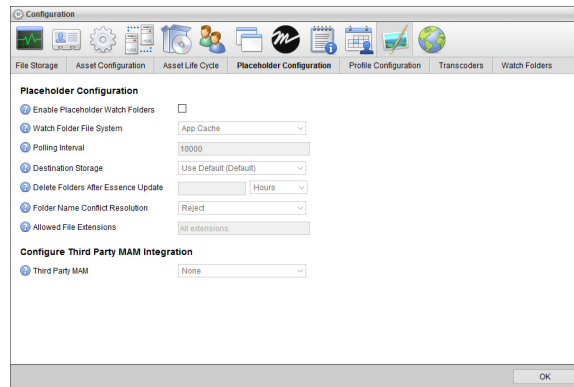 Configuration
File Storage Asset Configuration Asset Life Cycle Placeholder Configuration Profile Configuration Transcoders Watch Folders
Placeholder Configuration
Enable Placeholder Watch Folders
Watch Folder File System App Cache
Polling Interval 10000
Destination Storage Use Default (Default)
Delete Folders After Essence Update Hours
Folder Name Conflict Resolution Reject
Allowed File Extensions All extensions
Configure Third Party MAM Integration
Third Party MAM None
OK